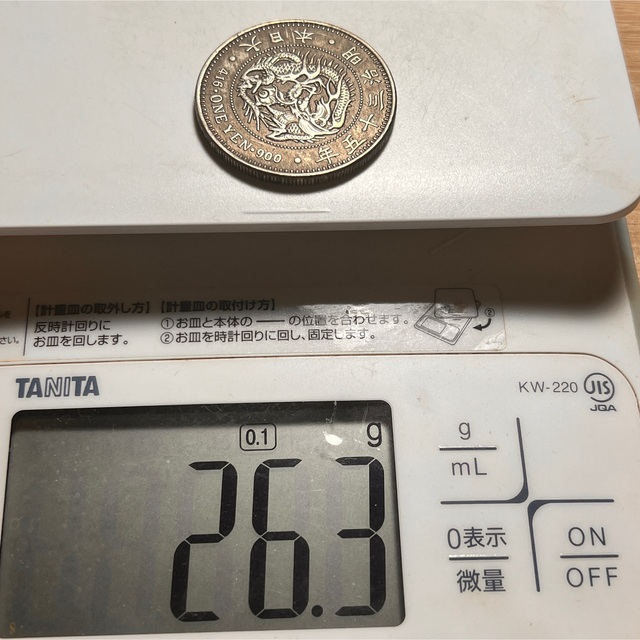 大日本・明治三十五年
416・ONE YEN・900
【計量皿の取外し方】
反時計回りに
お皿を回します。
【計量皿の取付け方】
①お皿と本体の――の位置を合わせます。
②お皿を時計回りに回し、固定します。
②
さい。
TANITA
KW-220
JIS
JQA
0.1
g
26.3
g
mL
0表示
微量
ON
OFF